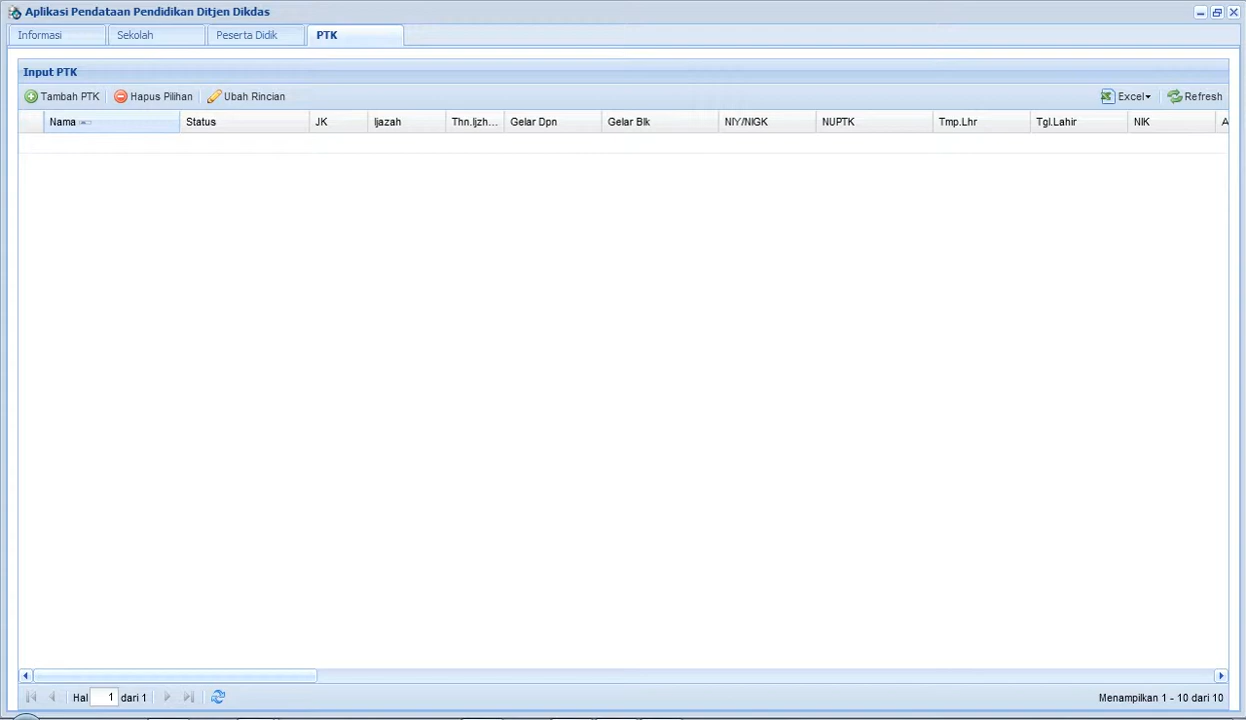 Aplikasi Pendataan Pendidikan Ditjen Dikdas
Informasi Sekolah Peserta Didik PTK
Input PTK
Tambah PTK Hapus Pilihan Ubah Rincian Excel Refresh
Nama Status JK Ijazah Thn.Ijzh... Gelar Dpn Gelar Blk NIY/NIGK NUPTK Tmp.Lhr Tgl.Lahir NIK A
Hal 1 dari 1 Menampilkan 1 - 10 dari 10